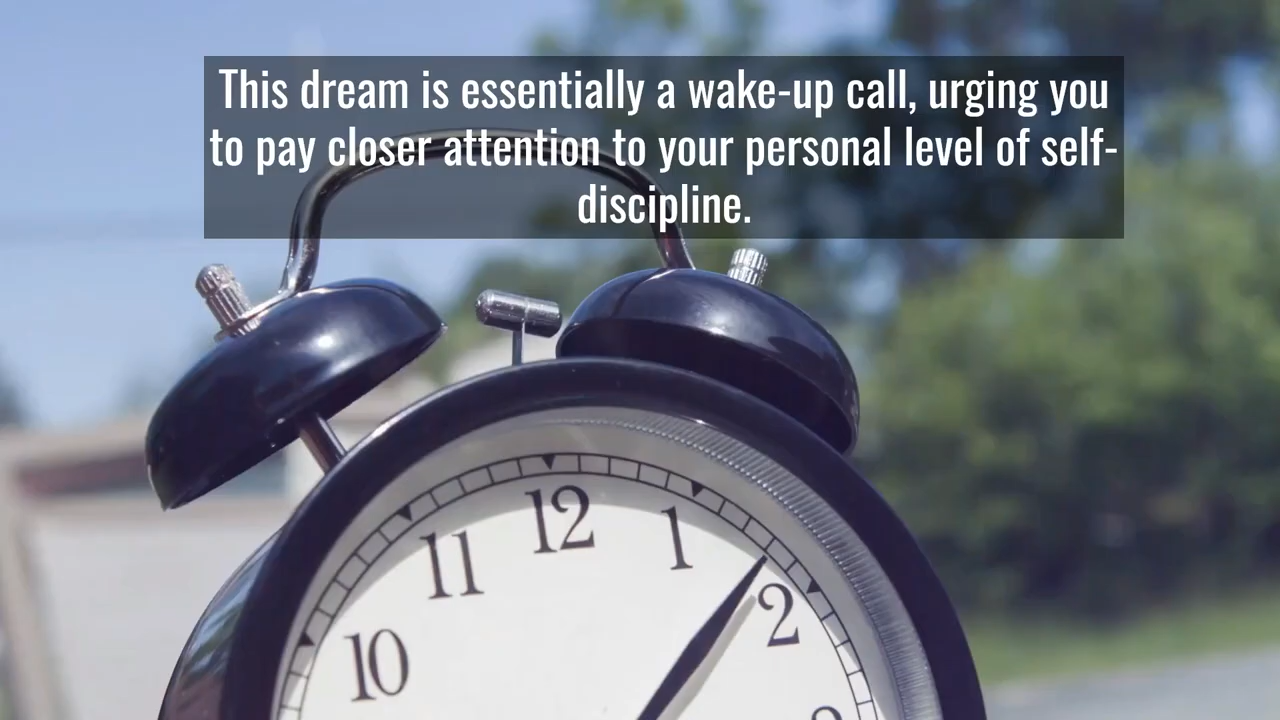 This dream is essentially a wake-up call, urging you
to pay closer attention to your personal level of self-
discipline.
12
1
11
2
10